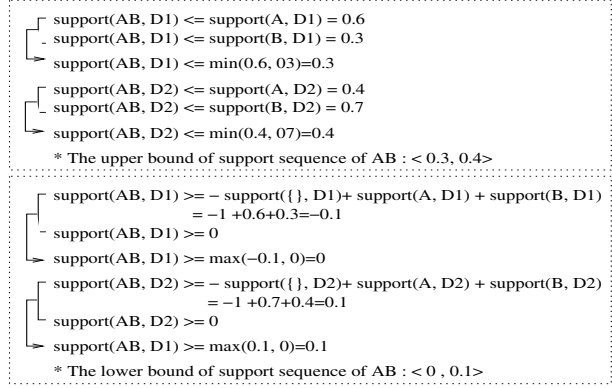 support(AB, D1) <= support(A, D1) = 0.6
support(AB, D1) <= support(B, D1) = 0.3
support(AB, D1) <= min(0.6, 03)=0.3
support(AB, D2) <= support(A, D2) = 0.4
support(AB, D2) <= support(B, D2) = 0.7
support(AB, D2) <= min(0.4, 07)=0.4
* The upper bound of support sequence of AB : < 0.3, 0.4>
support(AB, D1) >= − support({}, D1)+ support(A, D1) + support(B, D1)
= −1 +0.6+0.3=−0.1
support(AB, D1) >= 0
support(AB, D1) >= max(−0.1, 0)=0
support(AB, D2) >= − support({}, D2)+ support(A, D2) + support(B, D2)
= −1 +0.7+0.4=0.1
support(AB, D2) >= 0
support(AB, D1) >= max(0.1, 0)=0.1
* The lower bound of support sequence of AB : < 0 , 0.1>